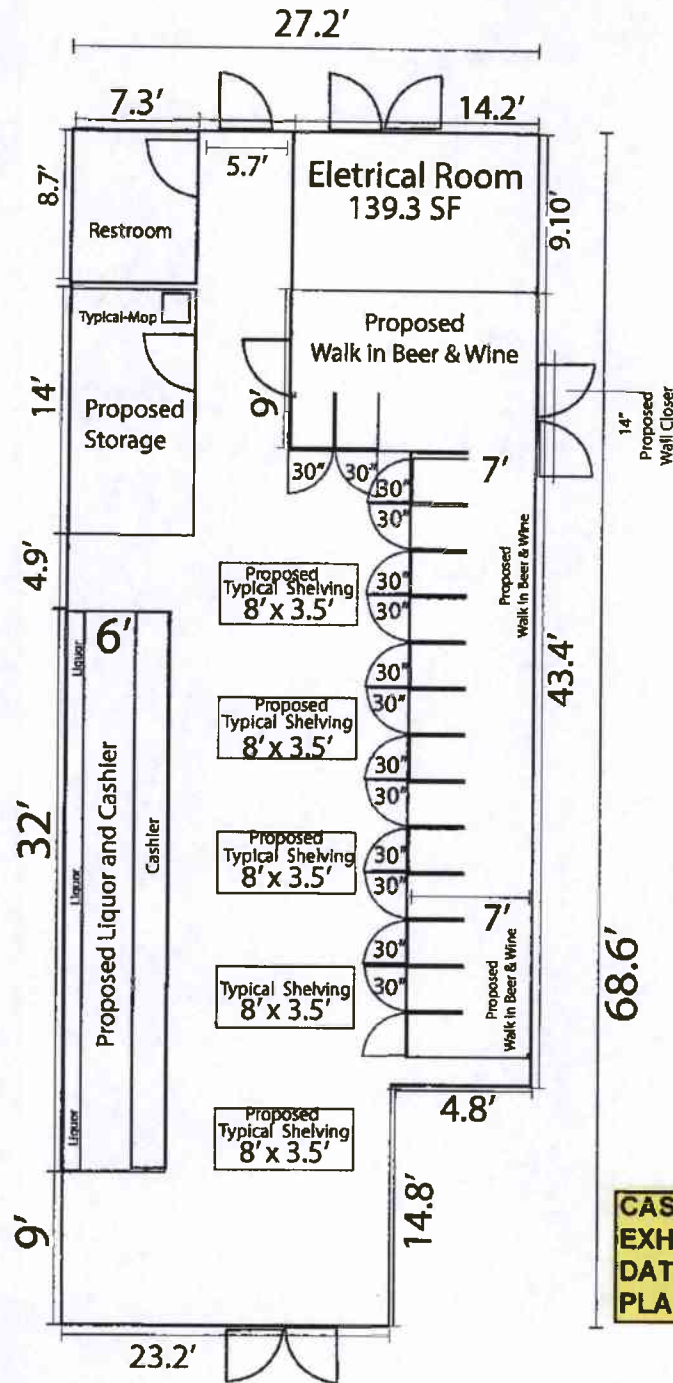 27.2'
7.3'
14.2'
5.7'
8.7'
Restroom
Eletrical Room
139.3 SF
9.10'
Typical-Mop
Proposed
Storage
14'
Proposed
Walk in Beer & Wine
9'
14"
Proposed
Wall Closer
30"
30"
30"
30"
7'
Proposed
Walk in Beer & Wine
4.9'
Proposed
Typical Shelving
8' x 3.5'
30"
30"
6'
Liquor
Proposed Liquor and Cashier
Cashier
32'
43.4'
68.6'
30"
30"
Proposed
Typical Shelving
8' x 3.5'
30"
30"
Proposed
Typical Shelving
8' x 3.5'
30"
30"
Liquor
7'
Proposed
Walk in Beer & Wine
30"
30"
Typical Shelving
8' x 3.5'
Liquor
Proposed
Typical Shelving
8' x 3.5'
4.8'
14.8'
9'
23.2'
CAS
EXH
DAT
PLA